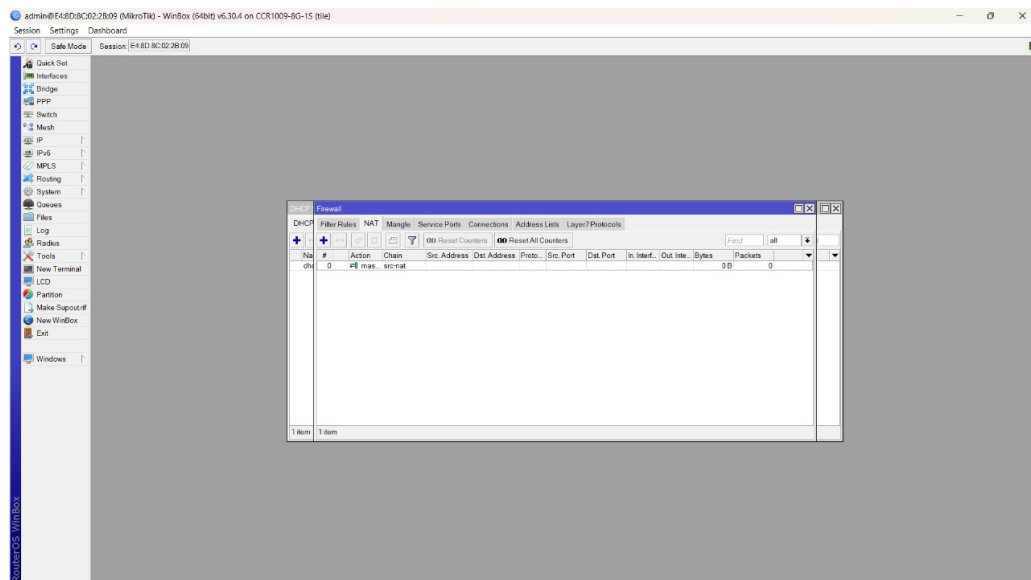 admin@E4:8D:8C:02:2B:09 (MikroTik) - WinBox (64bit) v6.30.4 on CCR1009-8G-1S (tile)
Session Settings Dashboard
Safe Mode Session: E4:8D:8C:02:2B:09
Quick Set
Interfaces
Bridge
PPP
Switch
Mesh
IP
IPv6
MPLS
Routing
System
Queues
Files
Log
Radius
Tools
New Terminal
LCD
Partition
Make Supout.rif
New WinBox
Exit
Windows
RouterOS WinBox
DHCP Firewall
DHCP Filter Rules NAT Mangle Service Ports Connections Address Lists Layer7 Protocols
00 Reset Counters 00 Reset All Counters Find all
Na # Action Chain Src. Address Dst. Address Proto... Src. Port Dst. Port In. Interf... Out. Inte... Bytes Packets
dhc 0 mas... src-nat 0 B 0
1 item 1 item